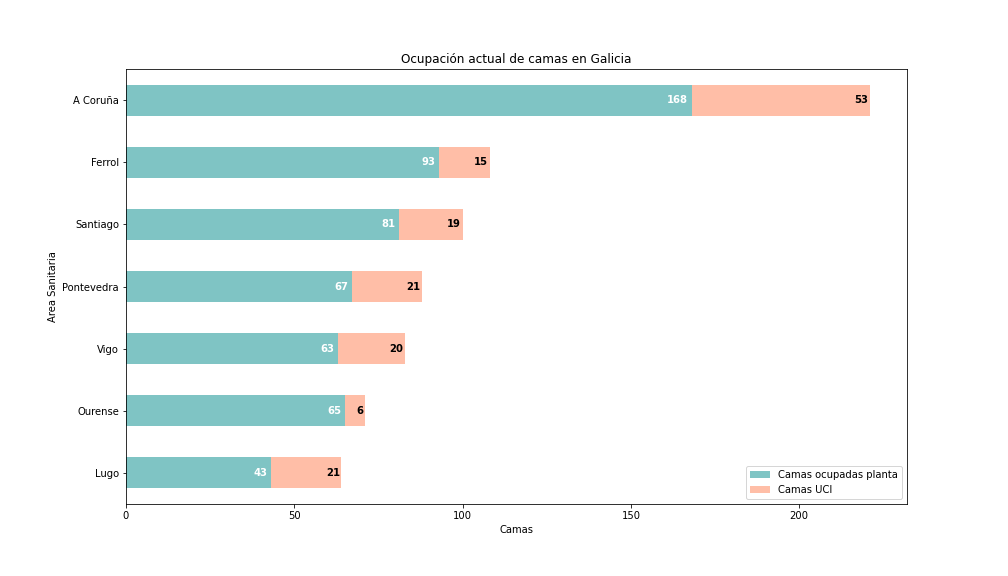 Ocupación actual de camas en Galicia
A Coruña 168 53
Ferrol 93 15
Santiago 81 19
Pontevedra 67 21
Vigo 63 20
Ourense 65 6
Lugo 43 21
Area Sanitaria
Camas ocupadas planta
Camas UCI
0 50 100 150 200
Camas